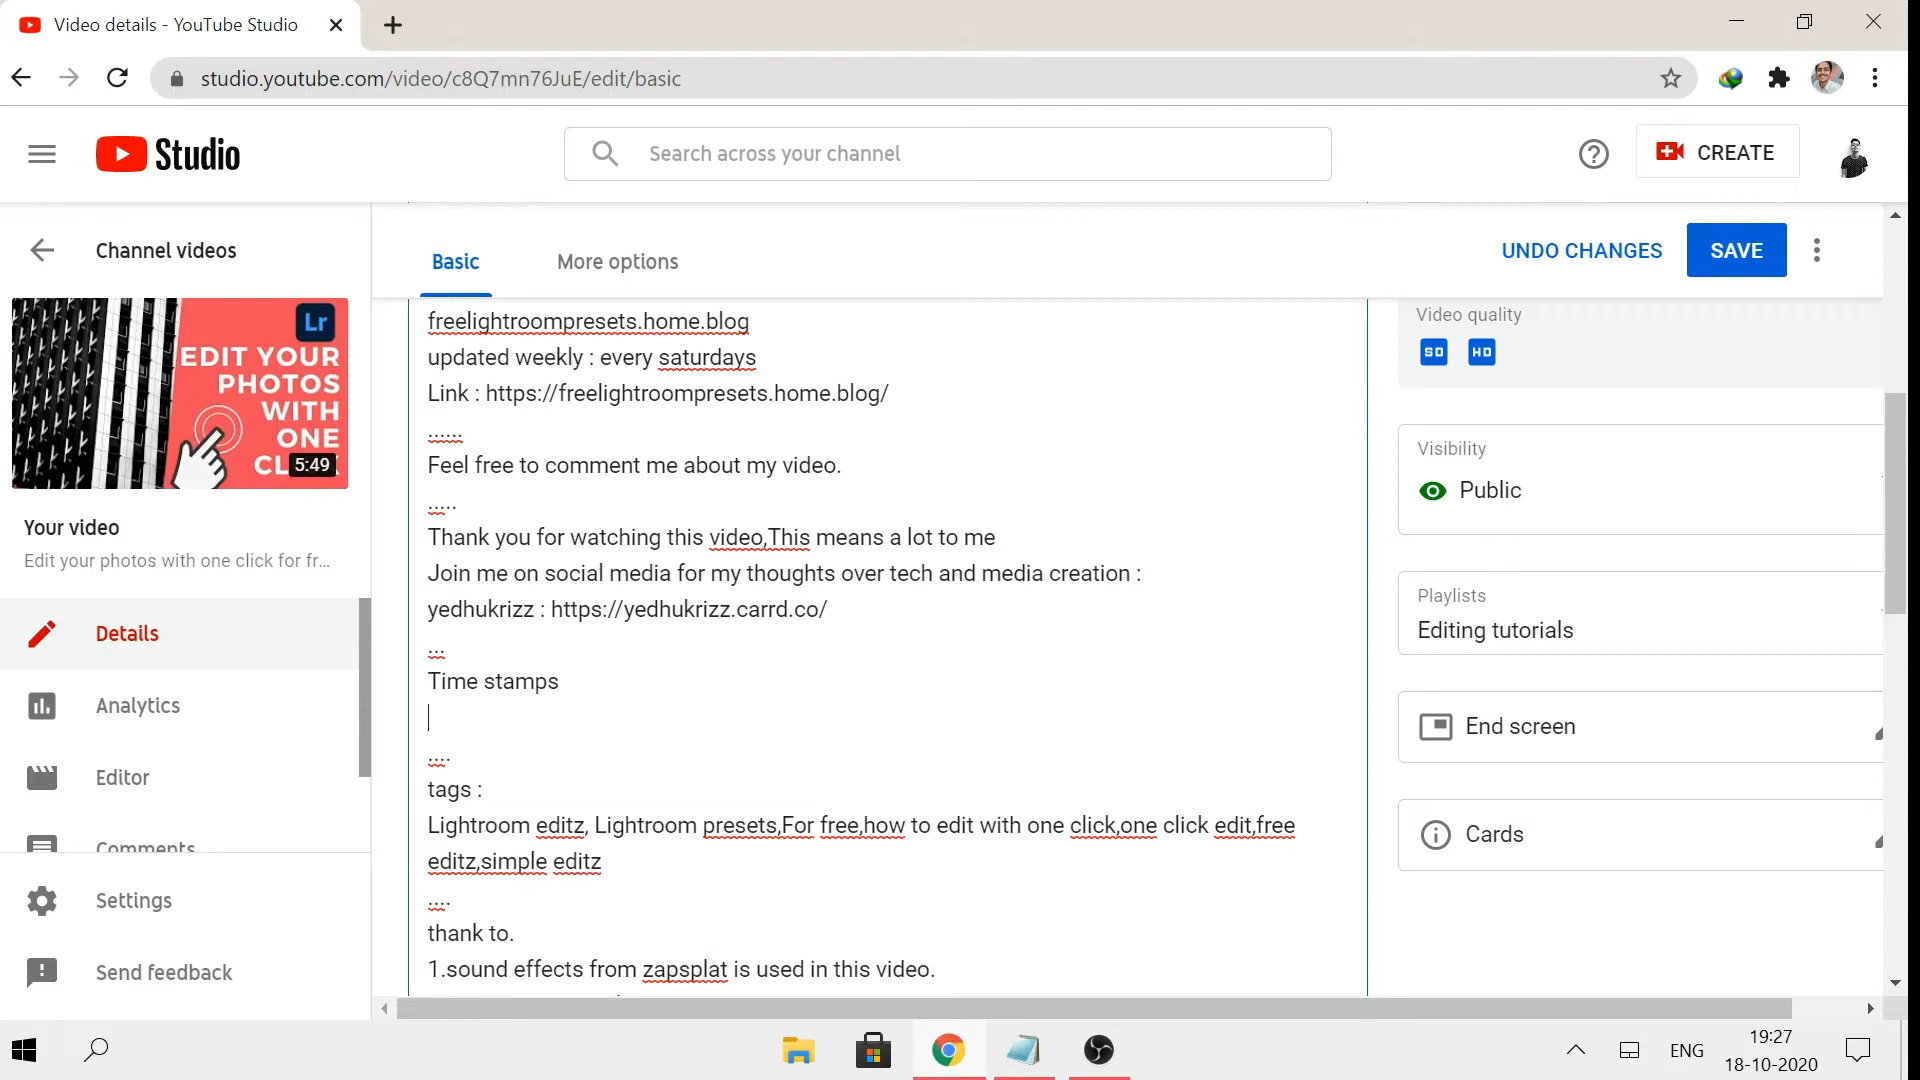 Video details - YouTube Studio
studio.youtube.com/video/c8Q7mn76JuE/edit/basic
Studio
Search across your channel
CREATE
Channel videos
Basic
More options
UNDO CHANGES
SAVE
Lr
EDIT YOUR
PHOTOS
WITH
ONE
5:49
Your video
Edit your photos with one click for fr...
Details
Analytics
Editor
Comments
Settings
Send feedback
freelightroompresets.home.blog
updated weekly : every saturdays
Link : https://freelightroompresets.home.blog/
......
Feel free to comment me about my video.
.....
Thank you for watching this video,This means a lot to me
Join me on social media for my thoughts over tech and media creation :
yedhukrizz : https://yedhukrizz.carrd.co/
...
Time stamps
....
tags :
Lightroom editz, Lightroom presets,For free,how to edit with one click,one click edit,free
editz,simple editz
....
thank to.
1.sound effects from zapsplat is used in this video.
Video quality
SD HD
Visibility
Public
Playlists
Editing tutorials
End screen
Cards
ENG
19:27
18-10-2020